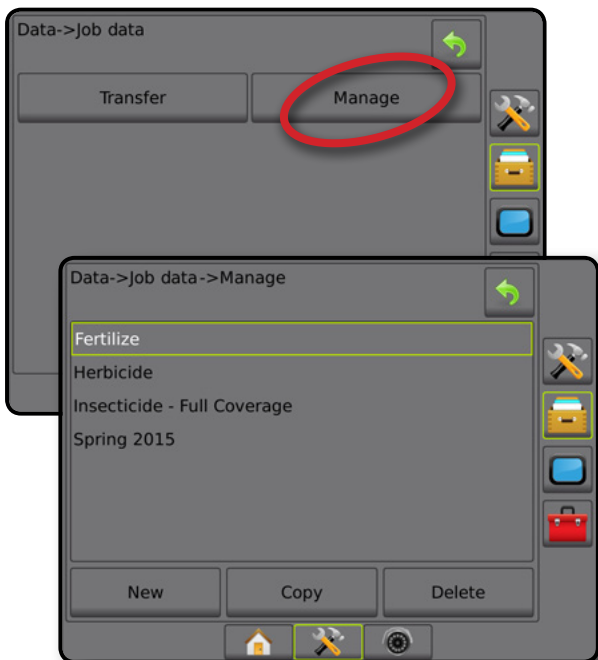 Data->Job data
Transfer Manage
Data->Job data->Manage
Fertilize
Herbicide
Insecticide - Full Coverage
Spring 2015
New Copy Delete